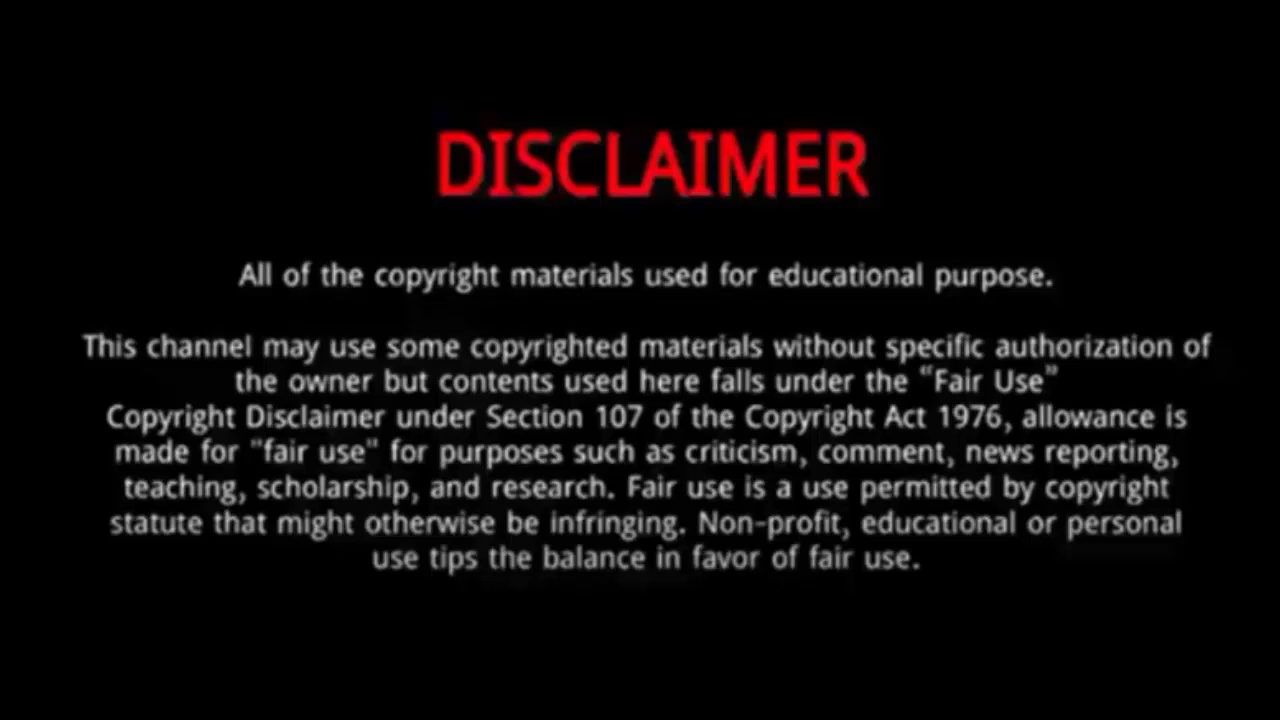 DISCLAIMER
All of the copyright materials used for educational purpose.
This channel may use some copyrighted materials without specific authorization of
the owner but contents used here falls under the “Fair Use”
Copyright Disclaimer under Section 107 of the Copyright Act 1976, allowance is
made for "fair use" for purposes such as criticism, comment, news reporting,
teaching, scholarship, and research. Fair use is a use permitted by copyright
statute that might otherwise be infringing. Non-profit, educational or personal
use tips the balance in favor of fair use.